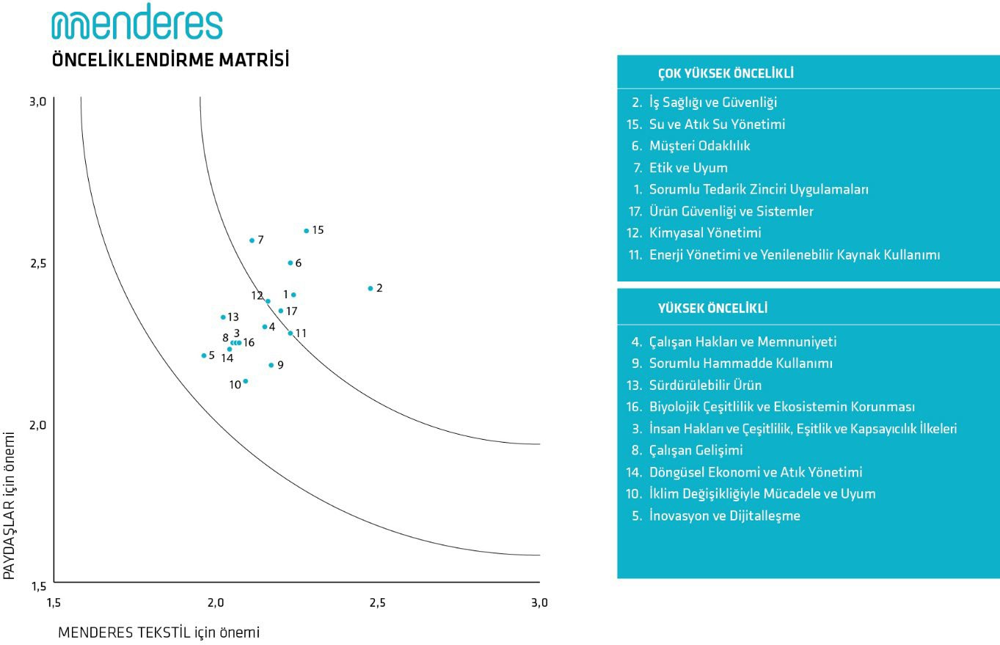 menderes
ÖNCELİKLENDİRME MATRİSİ
3,0
2,5
2,0
1,5
1,5
2,0
2,5
3,0
PAYDAŞLAR için önemi
MENDERES TEKSTİL için önemi
15
7
6
2
1
12
17
13
4
11
3
8
16
5
14
9
10
ÇOK YÜKSEK ÖNCELİKLİ
2. İş Sağlığı ve Güvenliği
15. Su ve Atık Su Yönetimi
6. Müşteri Odaklılık
7. Etik ve Uyum
1. Sorumlu Tedarik Zinciri Uygulamaları
17. Ürün Güvenliği ve Sistemler
12. Kimyasal Yönetimi
11. Enerji Yönetimi ve Yenilenebilir Kaynak Kullanımı
YÜKSEK ÖNCELİKLİ
4. Çalışan Hakları ve Memnuniyeti
9. Sorumlu Hammadde Kullanımı
13. Sürdürülebilir Ürün
16. Biyolojik Çeşitlilik ve Ekosistemin Korunması
3. İnsan Hakları ve Çeşitlilik, Eşitlik ve Kapsayıcılık İlkeleri
8. Çalışan Gelişimi
14. Döngüsel Ekonomi ve Atık Yönetimi
10. İklim Değişikliğiyle Mücadele ve Uyum
5. İnovasyon ve Dijitalleşme